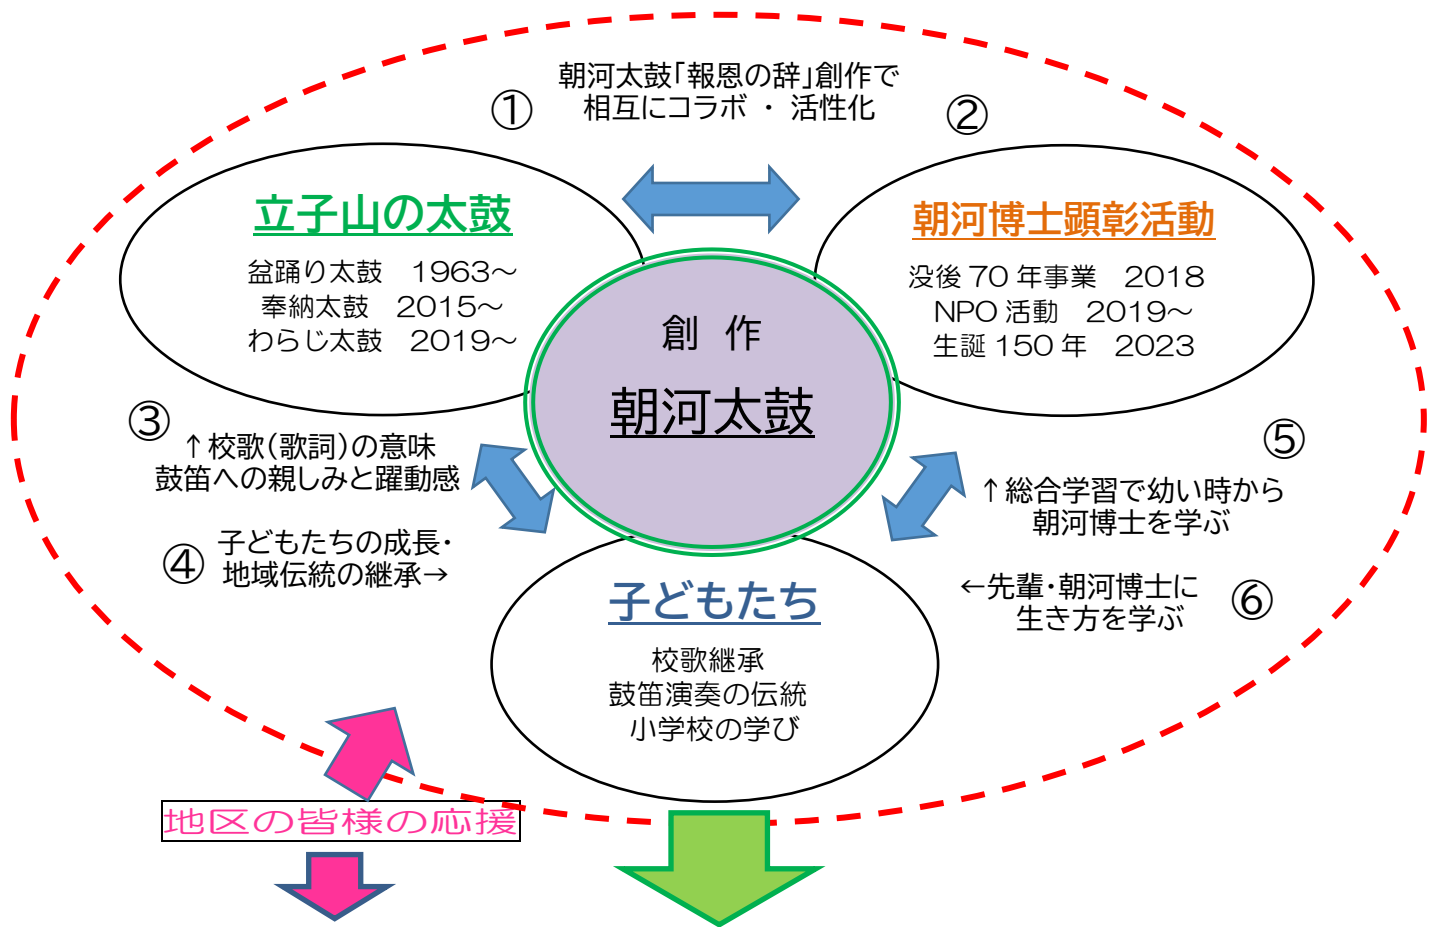 朝河太鼓「報恩の辞」創作で
相互にコラボ ・ 活性化
①
②
立子山の太鼓
盆踊り太鼓　1963～
奉納太鼓　2015～
わらじ太鼓　2019～
朝河博士顕彰活動
没後 70 年事業　2018
NPO 活動　2019～
生誕 150 年　2023
創 作
朝河太鼓
③
↑校歌(歌詞)の意味
鼓笛への親しみと躍動感
④
子どもたちの成長・
地域伝統の継承→
⑤
↑総合学習で幼い時から
朝河博士を学ぶ
←先輩・朝河博士に
生き方を学ぶ
⑥
子どもたち
校歌継承
鼓笛演奏の伝統
小学校の学び
地区の皆様の応援